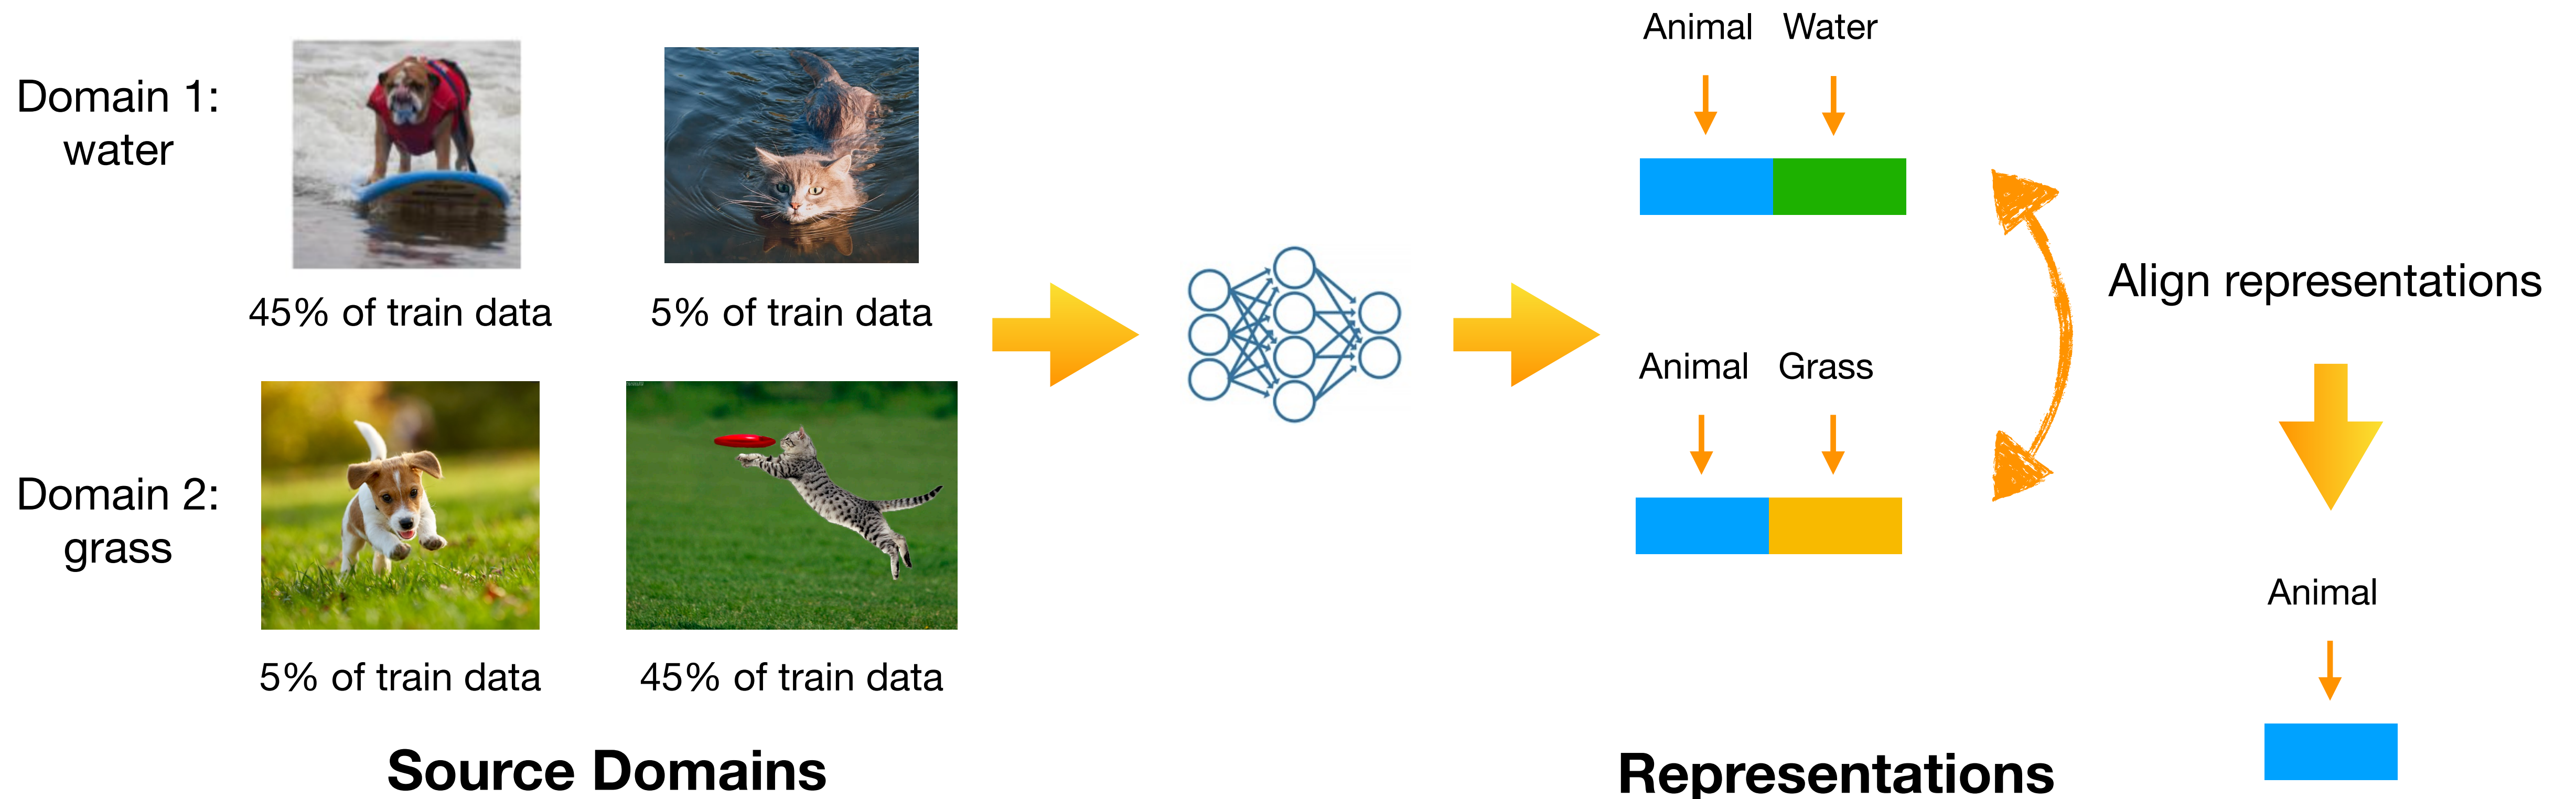 Domain 1:
water
45% of train data
5% of train data
Domain 2:
grass
5% of train data
45% of train data
Source Domains
Animal Water
Animal Grass
Representations
Align representations
Animal